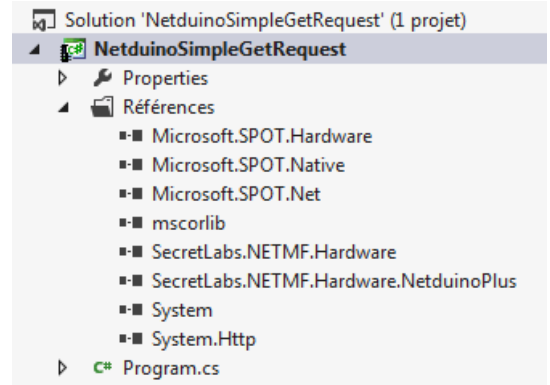 Solution 'NetduinoSimpleGetRequest' (1 projet)
NetduinoSimpleGetRequest
Properties
Références
Microsoft.SPOT.Hardware
Microsoft.SPOT.Native
Microsoft.SPOT.Net
mscorlib
SecretLabs.NETMF.Hardware
SecretLabs.NETMF.Hardware.NetduinoPlus
System
System.Http
C# Program.cs